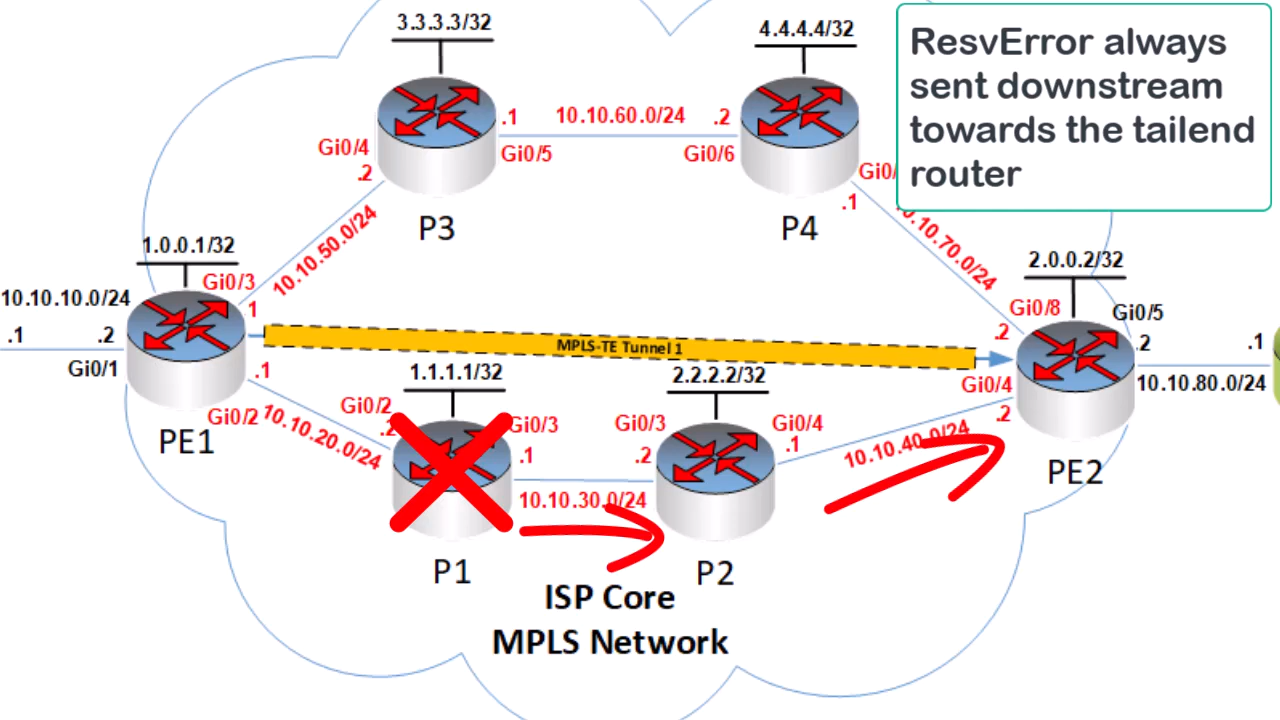 3.3.3.3/32
4.4.4.4/32
ResvError always
sent downstream
towards the tailend
router
.1
10.10.60.0/24
.2
Gi0/4
.2
Gi0/5
Gi0/6
.1
P3
P4
10.10.50.0/24
10.10.70.0/24
1.0.0.1/32
2.0.0.2/32
Gi0/3
10.10.10.0/24
1
Gi0/8
Gi0/5
.1
.2
.2
.2
.1
Gi0/1
MPLS-TE Tunnel 1
.1
1.1.1.1/32
2.2.2.2/32
Gi0/4
10.10.80.0/24
Gi0/2
10.10.20.0/24
Gi0/2
Gi0/3
Gi0/3
Gi0/4
.2
PE1
.1
.2
.1
10.10.40.0/24
PE2
10.10.30.0/24
P1
P2
ISP Core
MPLS Network